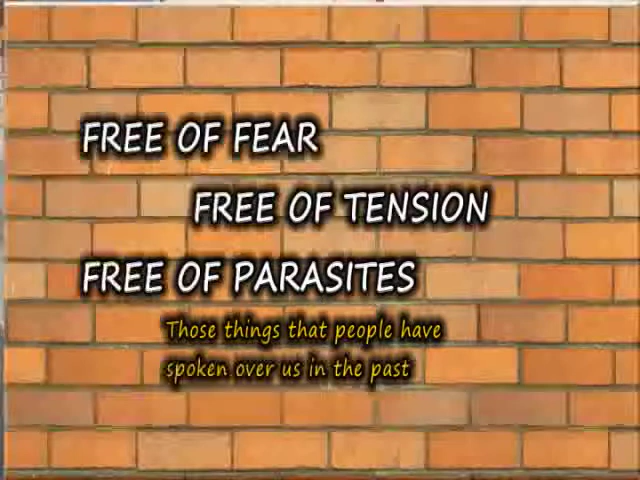 FREE OF FEAR
FREE OF TENSION
FREE OF PARASITES
Those things that people have
spoken over us in the past